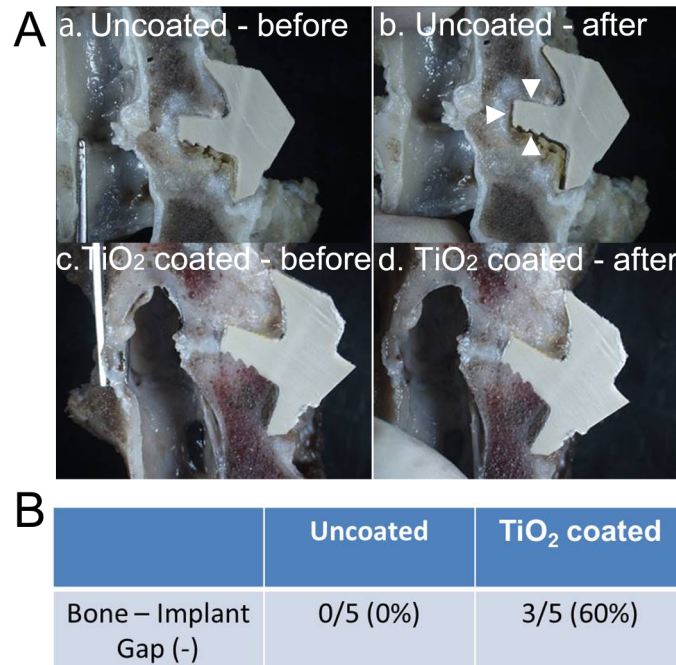 A
a. Uncoated - before
b. Uncoated - after
c. TiO₂ coated - before
d. TiO₂ coated - after
B
Uncoated
TiO₂ coated
Bone – Implant
Gap (-)
0/5 (0%)
3/5 (60%)